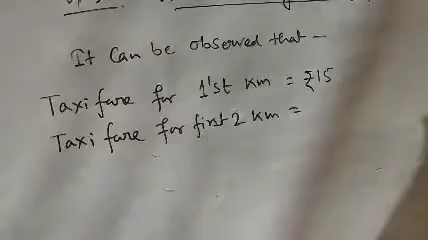 It can be observed that —
Taxi fare for 1'st km = ₹15
Taxi fare for first 2 km =